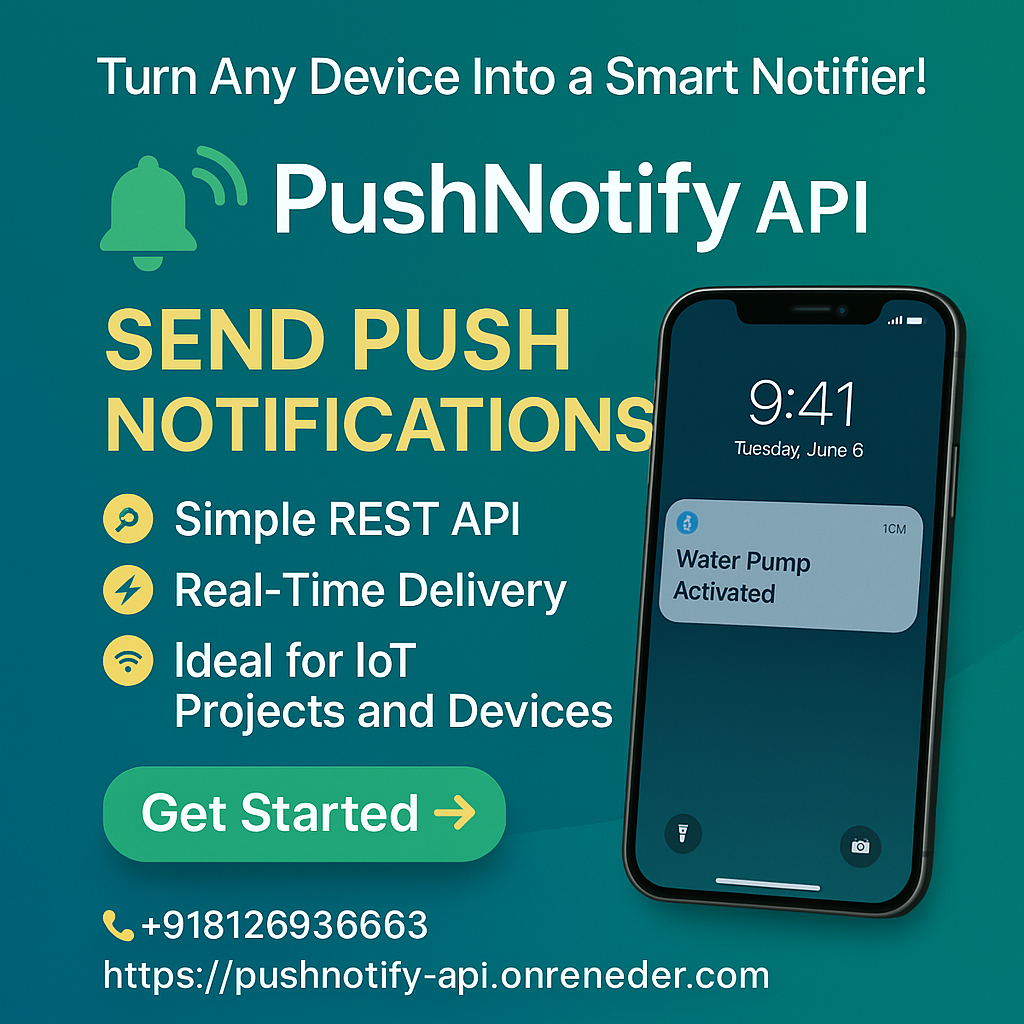 Turn Any Device Into a Smart Notifier!
PushNotify API
SEND PUSH
NOTIFICATIONS
Simple REST API
Real-Time Delivery
Ideal for IoT
Projects and Devices
Get Started
+918126936663
https://pushnotify-api.onreneder.com
9:41
Tuesday, June 6
1CM
Water Pump
Activated